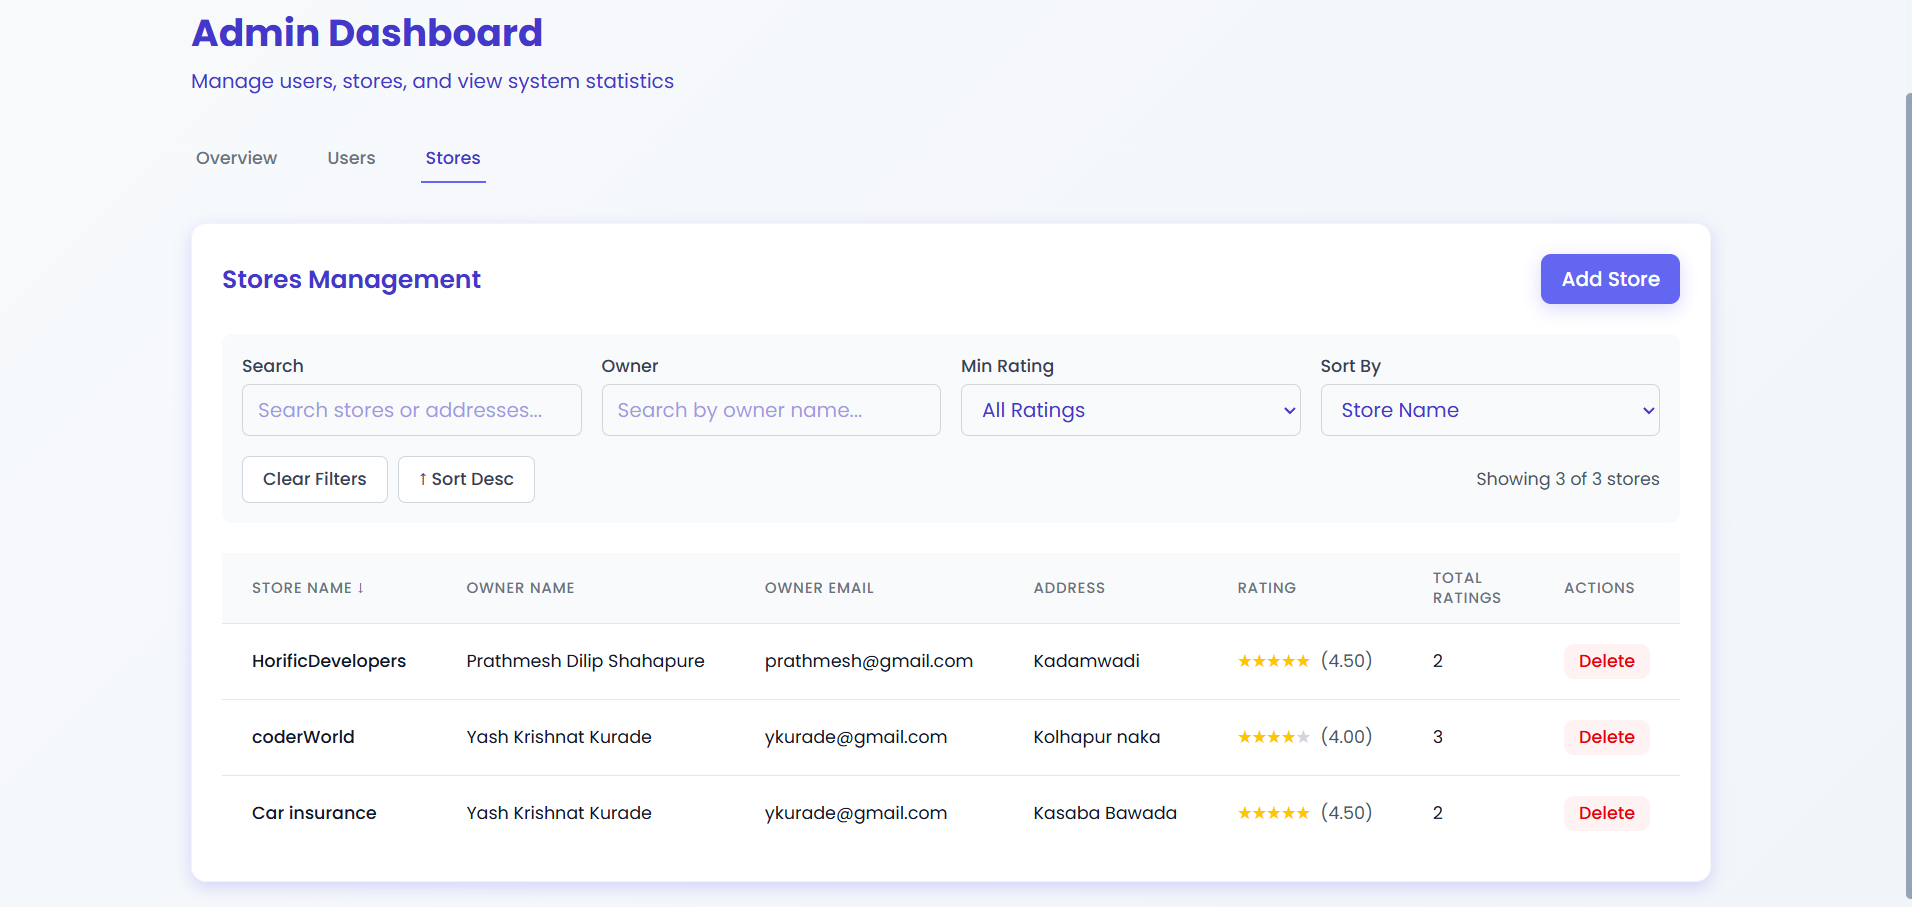 Admin Dashboard
Manage users, stores, and view system statistics
Overview Users Stores
Stores Management
Add Store
Search Owner Min Rating Sort By
Search stores or addresses... Search by owner name... All Ratings Store Name
Clear Filters ↑ Sort Desc Showing 3 of 3 stores
STORE NAME ↓ OWNER NAME OWNER EMAIL ADDRESS RATING TOTAL RATINGS ACTIONS
HorificDevelopers Prathmesh Dilip Shahapure prathmesh@gmail.com Kadamwadi ★★★★★ (4.50) 2 Delete
coderWorld Yash Krishnat Kurade ykurade@gmail.com Kolhapur naka ★★★★★ (4.00) 3 Delete
Car insurance Yash Krishnat Kurade ykurade@gmail.com Kasaba Bawada ★★★★★ (4.50) 2 Delete